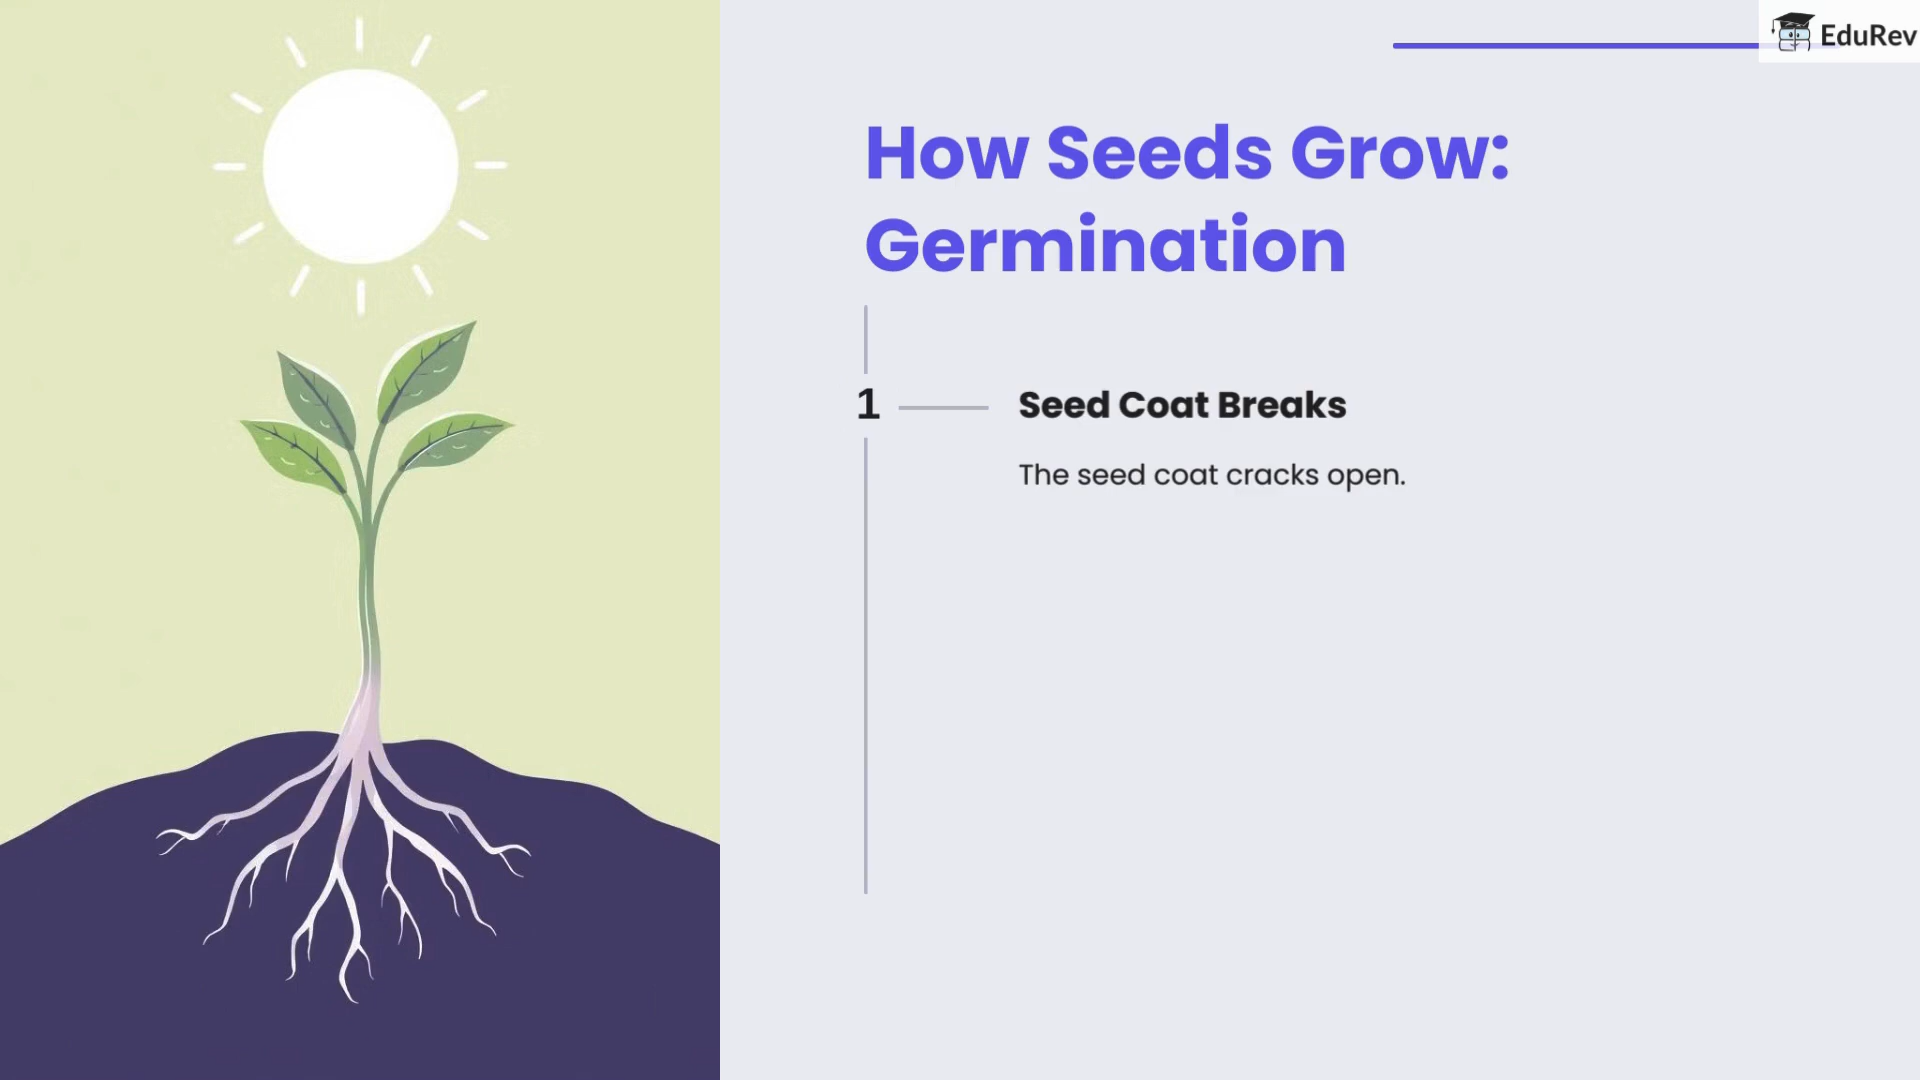 EduRev
How Seeds Grow:
Germination
1
Seed Coat Breaks
The seed coat cracks open.